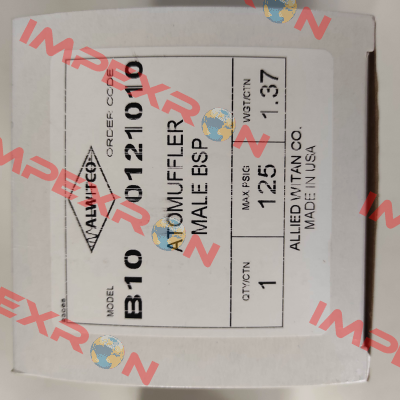 ALWITCO
MODEL ORDER CODE
B10 0121010
ATOMUFFLER
MALE BSP
QTY/CTN MAX.PSIG WGT/CTN
1 125 1.37
ALLIED WITAN CO.
MADE IN USA
IMPEXRON
IMPEXRON
IMPEXRON